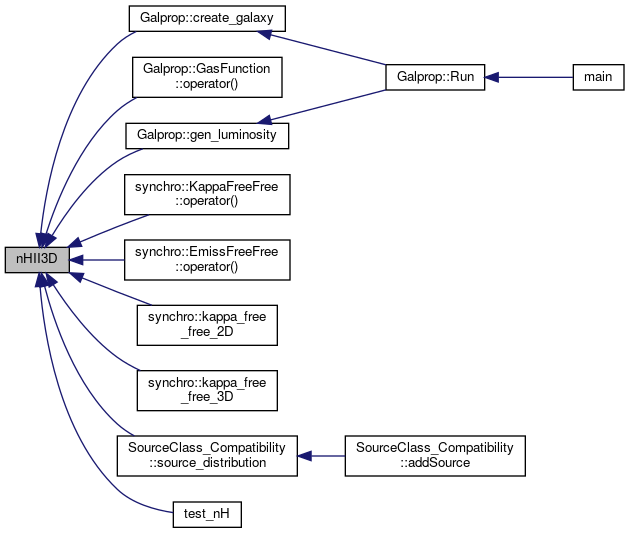 Galprop::create_galaxy
Galprop::GasFunction
::operator()
Galprop::Run
main
Galprop::gen_luminosity
synchro::KappaFreeFree
::operator()
nHII3D
synchro::EmissFreeFree
::operator()
synchro::kappa_free
_free_2D
synchro::kappa_free
_free_3D
SourceClass_Compatibility
::source_distribution
SourceClass_Compatibility
::addSource
test_nH